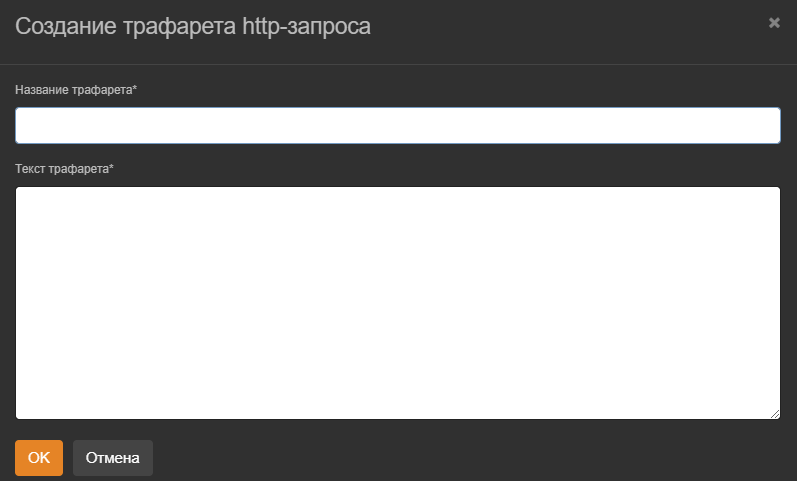 Создание трафарета http-запроса
Название трафарета*
Текст трафарета*
OK
Отмена